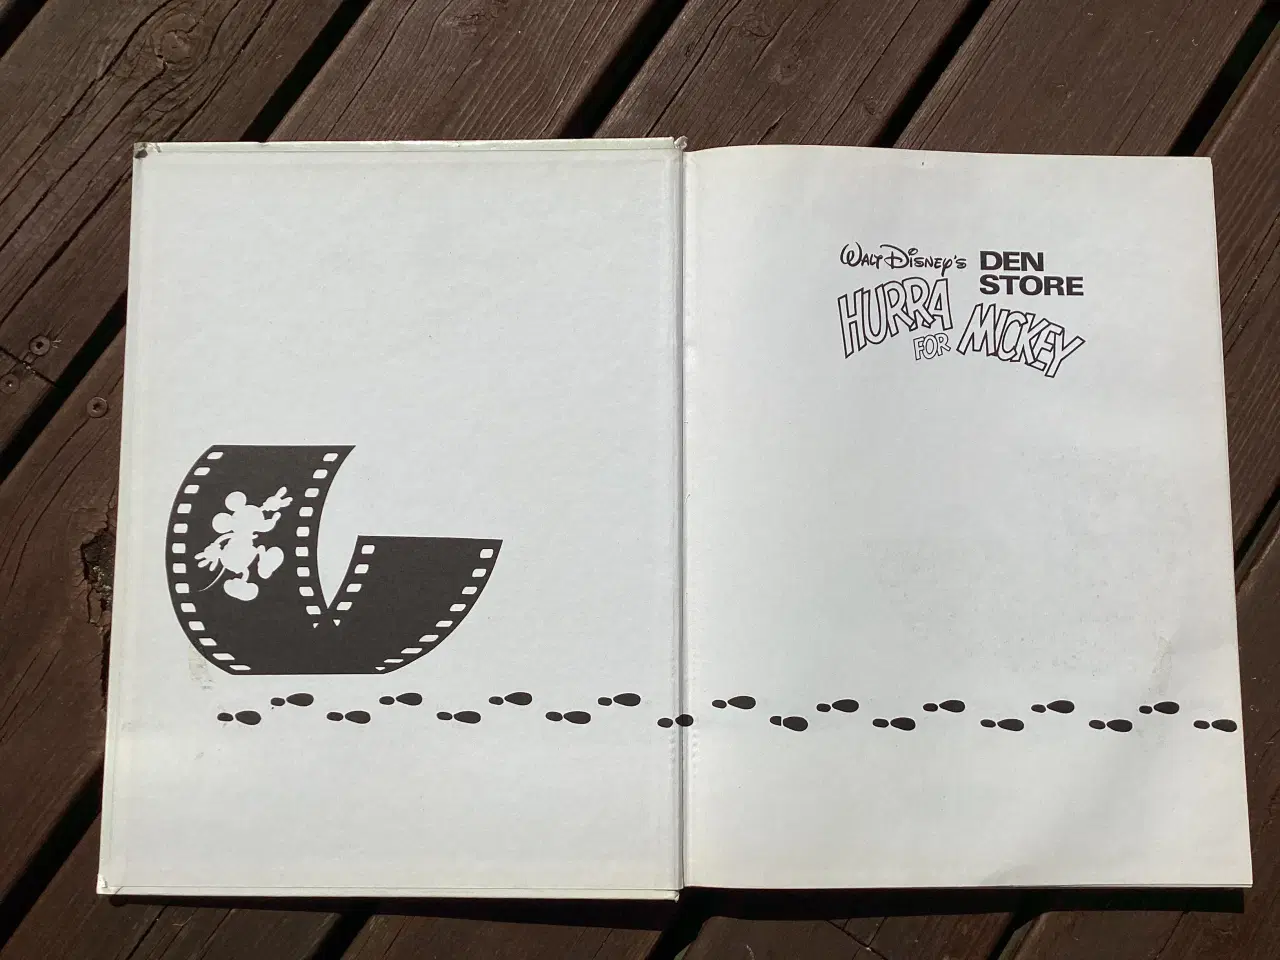 WALT DISNEY'S DEN
STORE
HURRA
FOR MICKEY